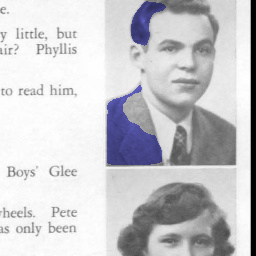 e.
y little, but
air? Phyllis
to read him,
Boys' Glee
wheels. Pete
as only been